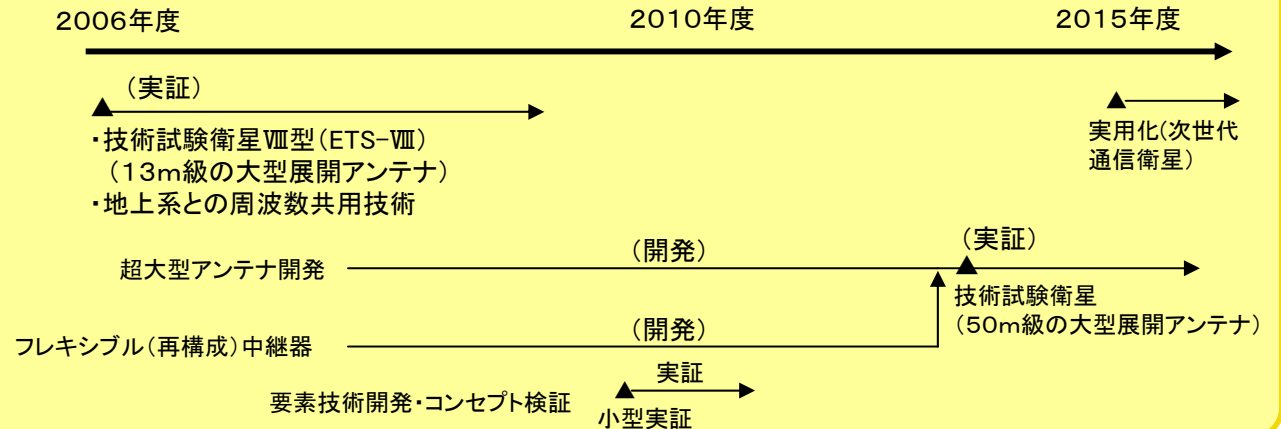 2006年度
2010年度
2015年度
(実証)
・技術試験衛星Ⅷ型(ETS-Ⅷ)
(13m級の大型展開アンテナ)
・地上系との周波数共用技術
実用化(次世代
通信衛星)
超大型アンテナ開発
(開発)
(実証)
技術試験衛星
(50m級の大型展開アンテナ)
フレキシブル(再構成)中継器
(開発)
要素技術開発・コンセプト検証
実証
小型実証